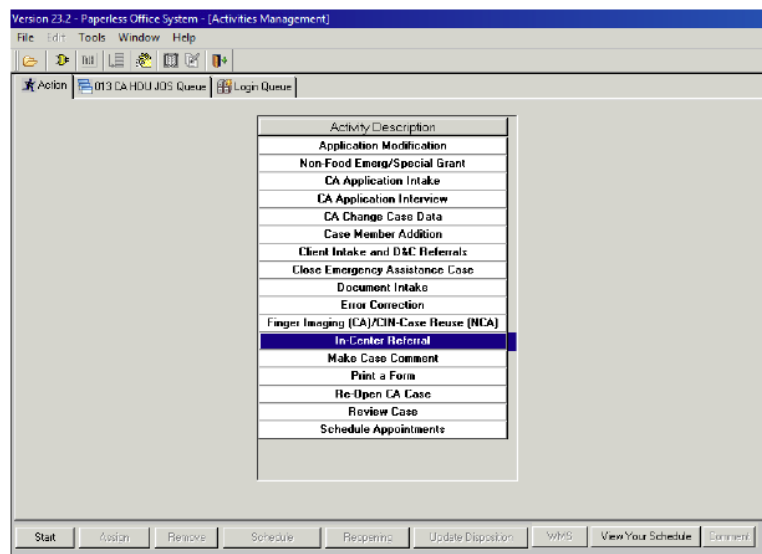 Version 23.2 - Paperless Office System - [Activities Management]
File Edit Tools Window Help
Action 013 CA HDU JOS Queue Login Queue
Activity Description
Application Modification
Non-Food Emerg/Special Grant
CA Application Intake
CA Application Interview
CA Change Case Data
Case Member Addition
Client Intake and D&C Referrals
Close Emergency Assistance Case
Document Intake
Error Correction
Finger Imaging (CA)/CIN-Case Reuse (NCA)
In-Center Referral
Make Case Comment
Print a Form
Re-Open CA Case
Review Case
Schedule Appointments
Start Assign Remove Schedule Reopening Update Disposition WMS View Your Schedule Comment